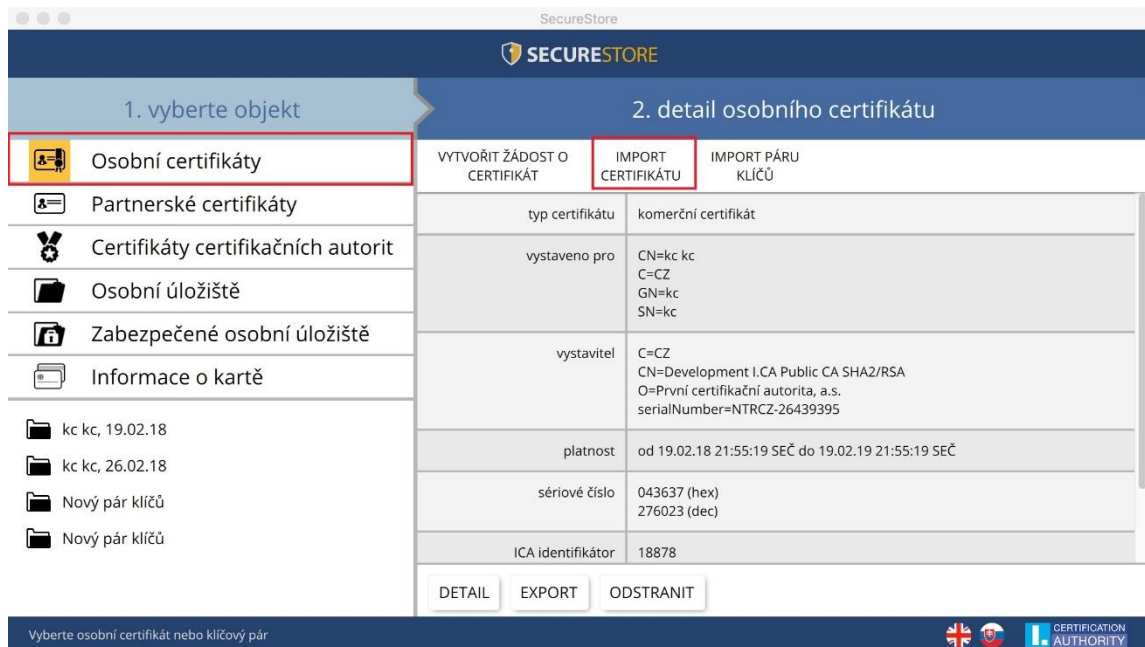 SecureStore
SECURESTORE
1. vyberte objekt
2. detail osobního certifikátu
Osobní certifikáty
Partnerské certifikáty
Certifikáty certifikačních autorit
Osobní úložiště
Zabezpečené osobní úložiště
Informace o kartě
kc kc, 19.02.18
kc kc, 26.02.18
Nový pár klíčů
Nový pár klíčů
VYTVOŘIT ŽÁDOST O
CERTIFIKÁT
IMPORT
CERTIFIKÁTU
IMPORT PÁRU
KLÍČŮ
typ certifikátu komerční certifikát
vystaveno pro CN=kc kc
C=CZ
GN=kc
SN=kc
vystavitel C=CZ
CN=Development I.CA Public CA SHA2/RSA
O=První certifikační autorita, a.s.
serialNumber=NTRCZ-26439395
platnost od 19.02.18 21:55:19 SEČ do 19.02.19 21:55:19 SEČ
sériové číslo 043637 (hex)
276023 (dec)
ICA identifikátor 18878
DETAIL EXPORT ODSTRANIT
Vyberte osobní certifikát nebo klíčový pár
CERTIFICATION
AUTHORITY